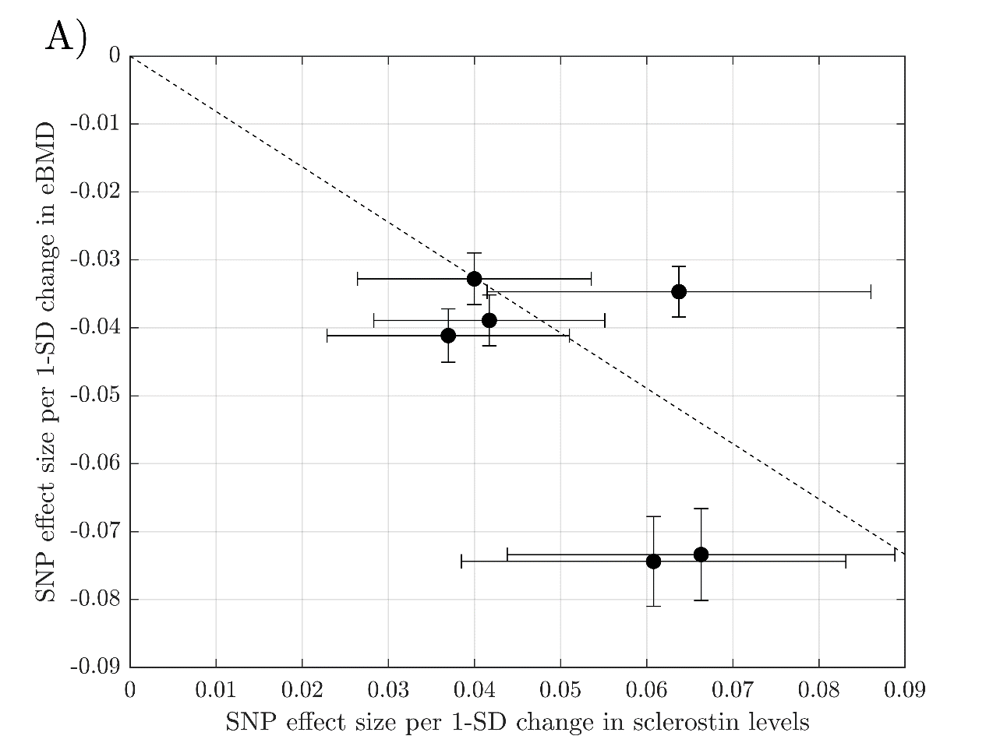 A)
SNP effect size per 1-SD change in eBMD
0
-0.01
-0.02
-0.03
-0.04
-0.05
-0.06
-0.07
-0.08
-0.09
0 0.01 0.02 0.03 0.04 0.05 0.06 0.07 0.08 0.09
SNP effect size per 1-SD change in sclerostin levels